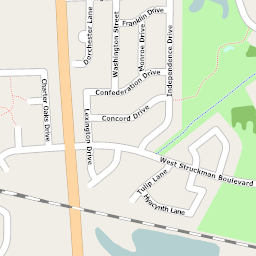 Franklin Drive
Dorchester Lane
Washington Street
Monroe Drive
Independence Drive
Confederation Drive
Charter Oaks Drive
Lexington Drive
Concord Drive
West Struckman Boulevard
Tulip Lane
Hyacynth Lane